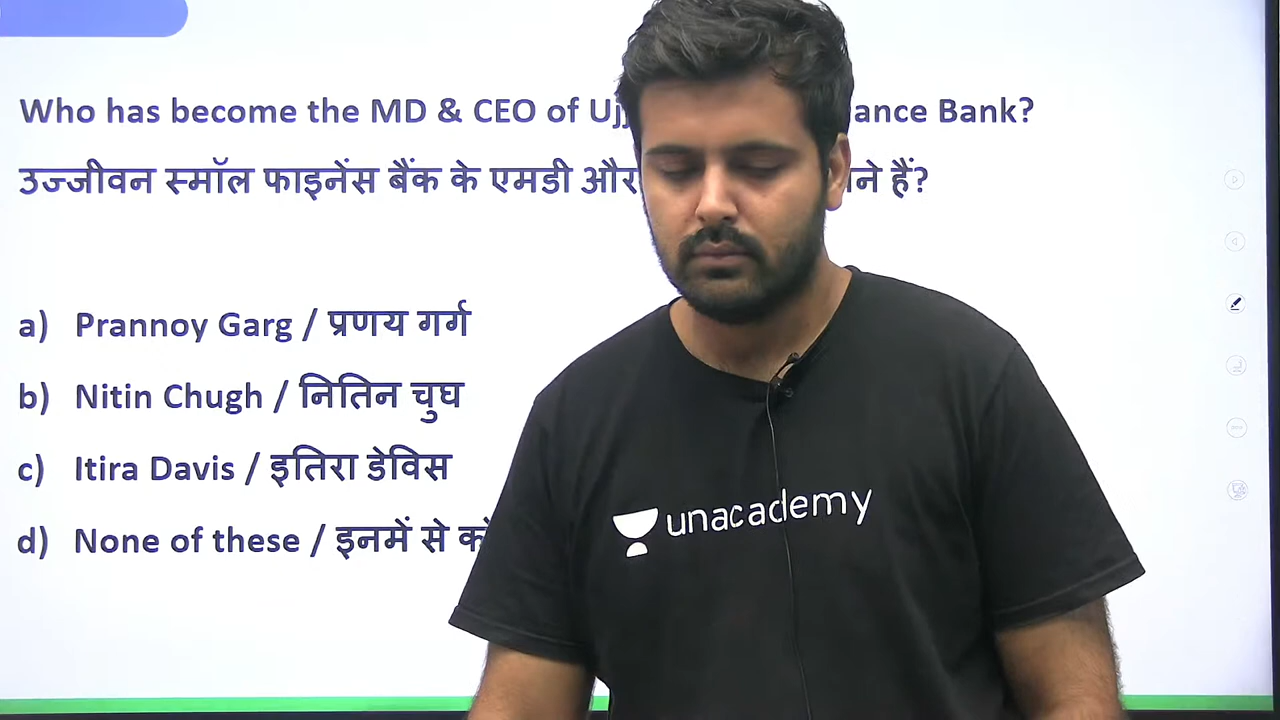 Who has become the MD & CEO of Ujj ance Bank?
उज्जीवन स्मॉल फाइनेंस बैंक के एमडी और ने हैं?
a) Prannoy Garg / प्रणय गर्ग
b) Nitin Chugh / नितिन चुघ
c) Itira Davis / इतिरा डेविस
d) None of these / इनमें से
unacademy